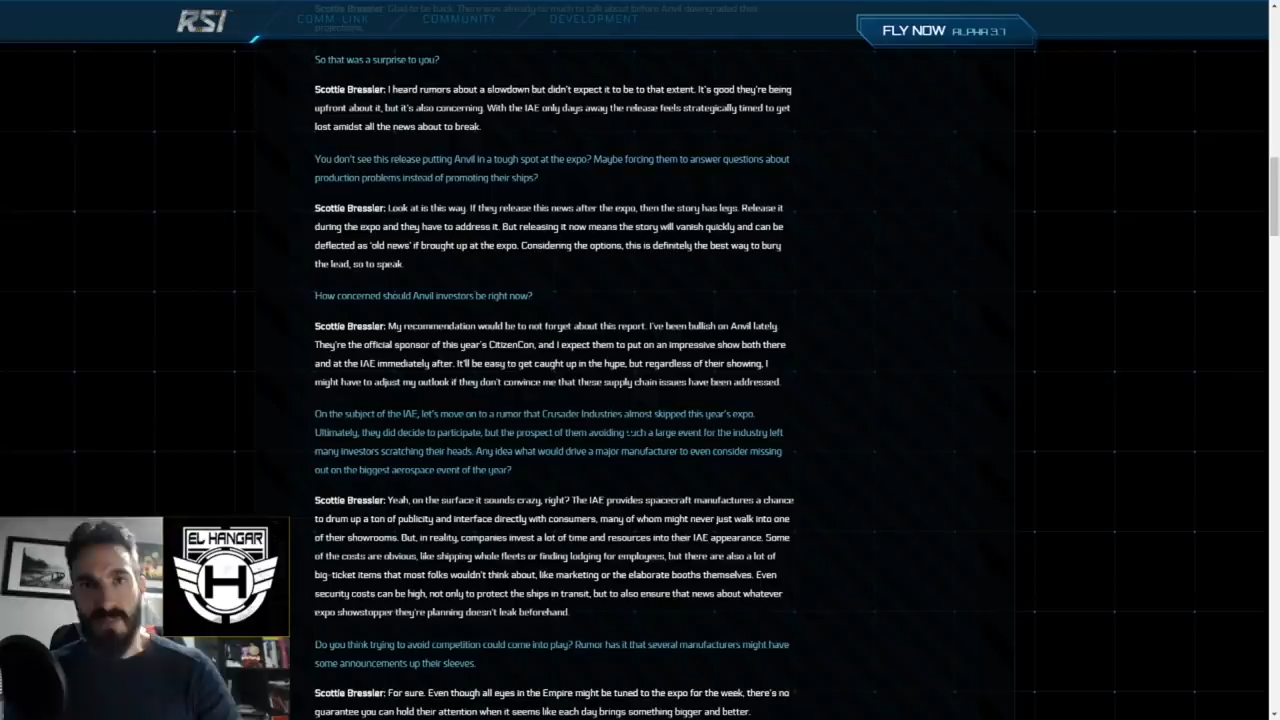 Scottie Bressler: Glad to be back. There was already so much to talk about before Anvil downgraded their
projections.
RSI
COMM-LINK
COMMUNITY
DEVELOPMENT
FLY NOW ALPHA 3.7
So that was a surprise to you?
Scottie Bressler: I heard rumors about a slowdown but didn't expect it to be to that extent. It's good they're being
upfront about it, but it's also concerning. With the IAE only days away the release feels strategically timed to get
lost amidst all the news about to break.
You don't see this release putting Anvil in a tough spot at the expo? Maybe forcing them to answer questions about
production problems instead of promoting their ships?
Scottie Bressler: Look at is this way. If they release this news after the expo, then the story has legs. Release it
during the expo and they have to address it. But releasing it now means the story will vanish quickly and can be
deflected as 'old news' if brought up at the expo. Considering the options, this is definitely the best way to bury
the lead, so to speak.
How concerned should Anvil investors be right now?
Scottie Bressler: My recommendation would be to not forget about this report. I've been bullish on Anvil lately.
They're the official sponsor of this year's CitizenCon, and I expect them to put on an impressive show both there
and at the IAE immediately after. It'll be easy to get caught up in the hype, but regardless of their showing, I
might have to adjust my outlook if they don't convince me that these supply chain issues have been addressed.
On the subject of the IAE, let's move on to a rumor that Crusader Industries almost skipped this year's expo.
Ultimately, they did decide to participate, but the prospect of them avoiding such a large event for the industry left
many investors scratching their heads. Any idea what would drive a major manufacturer to even consider missing
out on the biggest aerospace event of the year?
Scottie Bressler: Yeah, on the surface it sounds crazy, right? The IAE provides spacecraft manufactures a chance
to drum up a ton of publicity and interface directly with consumers, many of whom might never just walk into one
of their showrooms. But, in reality, companies invest a lot of time and resources into their IAE appearance. Some
of the costs are obvious, like shipping whole fleets or finding lodging for employees, but there are also a lot of
big-ticket items that most folks wouldn't think about, like marketing or the elaborate booths themselves. Even
security costs can be high, not only to protect the ships in transit, but to also ensure that news about whatever
expo showstopper they're planning doesn't leak beforehand.
Do you think trying to avoid competition could come into play? Rumor has it that several manufacturers might have
some announcements up their sleeves.
Scottie Bressler: For sure. Even though all eyes in the Empire might be tuned to the expo for the week, there's no
guarantee you can hold their attention when it seems like each day brings something bigger and better.
EL HANGAR
H